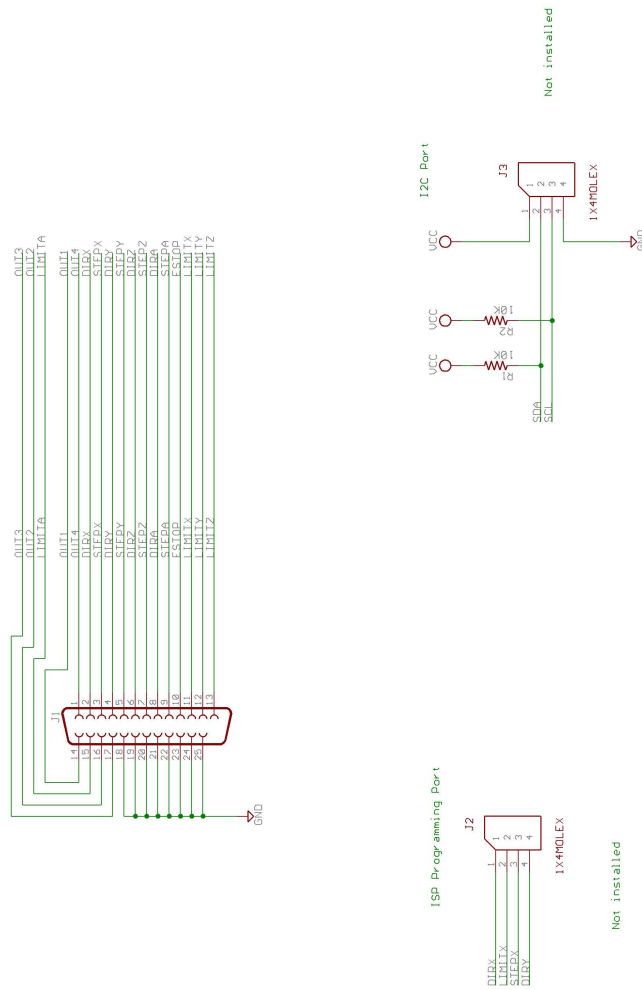 OUT3
OUT2
LIMITA
OUT1
OUT4
DIRX
STEPX
DIRY
STEPY
DIRZ
STEPZ
DIRA
STEPA
ESTOP
LIMITX
LIMITY
LIMITZ
OUT3
OUT2
LIMITA
OUT1
OUT4
DIRX
STEPX
DIRY
STEPY
DIRZ
STEPZ
DIRA
STEPA
ESTOP
LIMITX
LIMITY
LIMITZ
J1
1
2
3
4
5
6
7
8
9
10
11
12
13
14
15
16
17
18
19
20
21
22
23
24
25
GND
I2C Port
Not installed
J3
1X4MOLEX
1
2
3
4
1
2
3
4
VCC
GND
VCC
10K
R2
VCC
10K
R1
SDA
SCL
ISP Programming Port
J2
1X4MOLEX
1
2
3
4
1
2
3
4
DIRX
LIMITX
STEPX
DIRY
Not installed